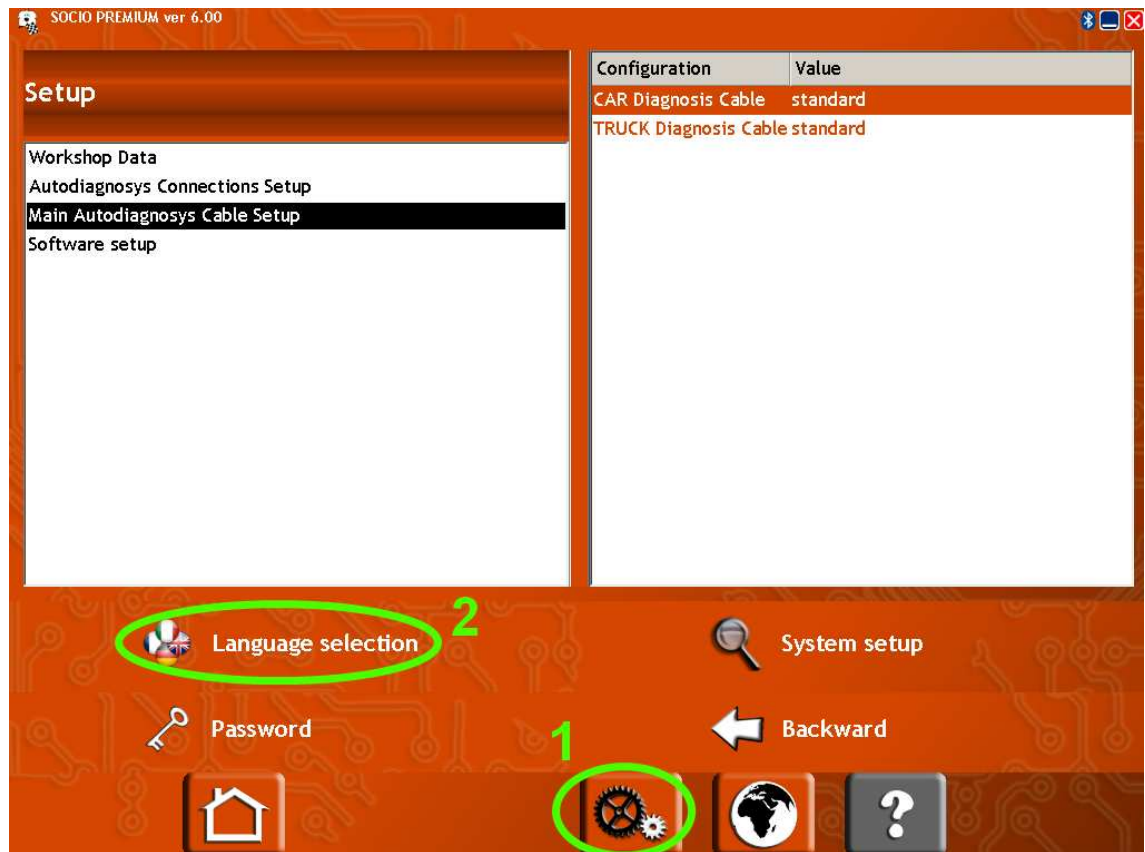 SOCIO PREMIUM ver 6.00
Setup
Workshop Data
Autodiagnosys Connections Setup
Main Autodiagnosys Cable Setup
Software setup
Configuration Value
CAR Diagnosis Cable standard
TRUCK Diagnosis Cable standard
Language selection
2
System setup
Password
Backward
1
?